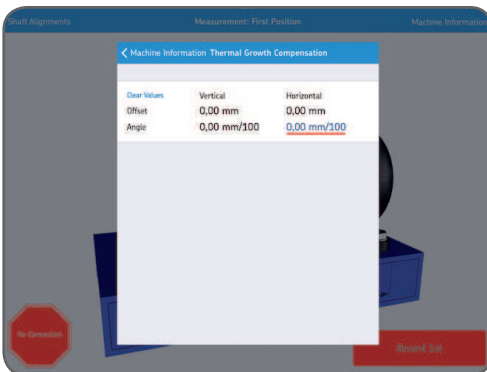 Shaft Alignments Measurement: First Position Machine Information
Machine Information Thermal Growth Compensation
Clear Values Vertical Horizontal
Offset 0,00 mm 0,00 mm
Angle 0,00 mm/100 0,00 mm/100
No Connection
Record 1st